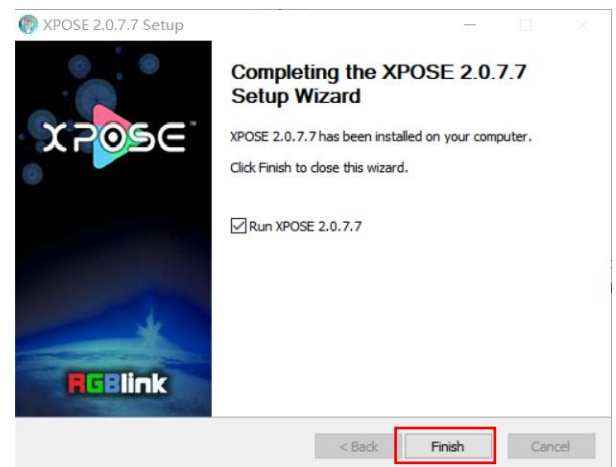 XPOSE 2.0.7.7 Setup
XPOSE™
RGBlink
Completing the XPOSE 2.0.7.7
Setup Wizard
XPOSE 2.0.7.7 has been installed on your computer.
Click Finish to close this wizard.
Run XPOSE 2.0.7.7
< Back
Finish
Cancel